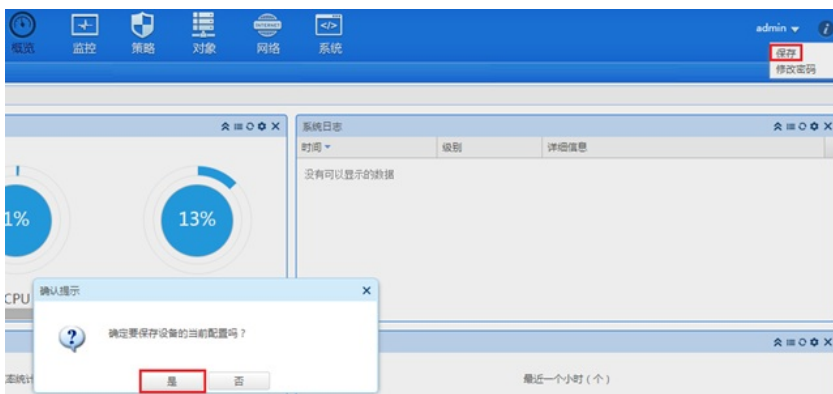 概览 监控 策略 对象 网络 系统 admin
INTERNET
保存
修改密码
系统日志
时间 级别 详细信息
没有可以显示的数据
1% 13%
CPU
确认提示
确定要保存设备的当前配置吗？
是 否
最近一个小时（个）